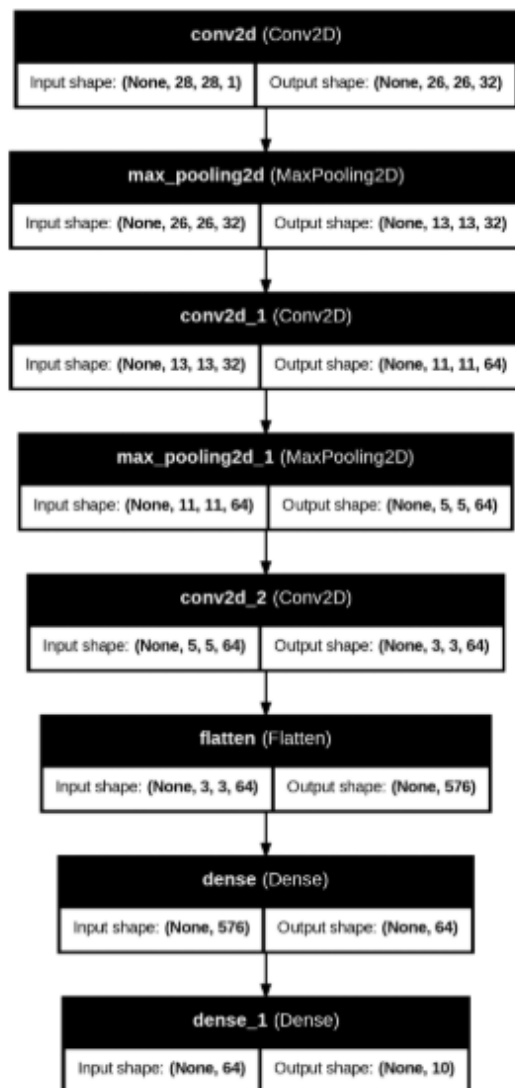 conv2d (Conv2D)
Input shape: (None, 28, 28, 1) Output shape: (None, 26, 26, 32)
max_pooling2d (MaxPooling2D)
Input shape: (None, 26, 26, 32) Output shape: (None, 13, 13, 32)
conv2d_1 (Conv2D)
Input shape: (None, 13, 13, 32) Output shape: (None, 11, 11, 64)
max_pooling2d_1 (MaxPooling2D)
Input shape: (None, 11, 11, 64) Output shape: (None, 5, 5, 64)
conv2d_2 (Conv2D)
Input shape: (None, 5, 5, 64) Output shape: (None, 3, 3, 64)
flatten (Flatten)
Input shape: (None, 3, 3, 64) Output shape: (None, 576)
dense (Dense)
Input shape: (None, 576) Output shape: (None, 64)
dense_1 (Dense)
Input shape: (None, 64) Output shape: (None, 10)